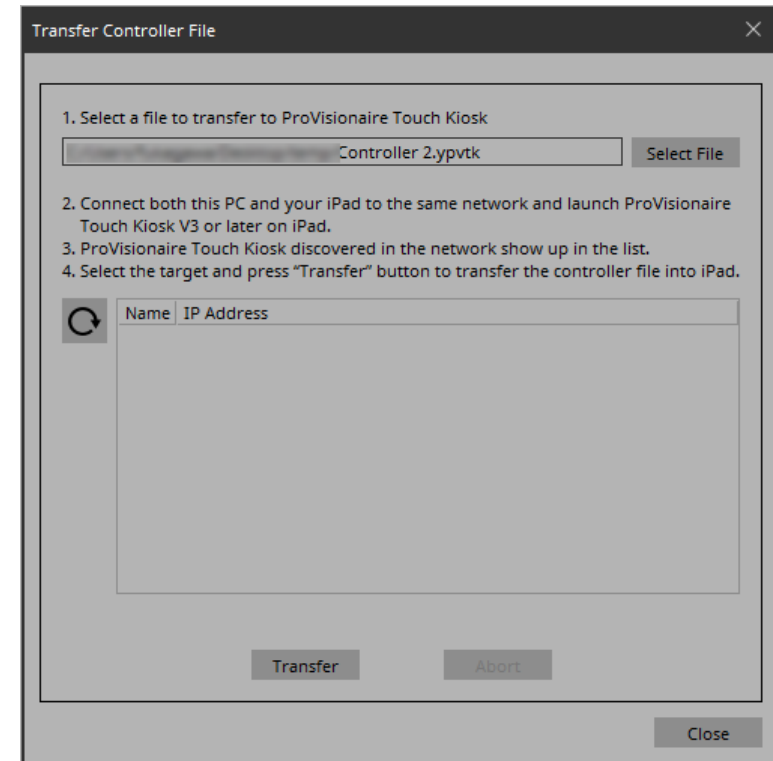 Transfer Controller File
1. Select a file to transfer to ProVisionaire Touch Kiosk
Controller 2.ypvtk
Select File
2. Connect both this PC and your iPad to the same network and launch ProVisionaire
Touch Kiosk V3 or later on iPad.
3. ProVisionaire Touch Kiosk discovered in the network show up in the list.
4. Select the target and press “Transfer” button to transfer the controller file into iPad.
Name IP Address
Transfer
Abort
Close